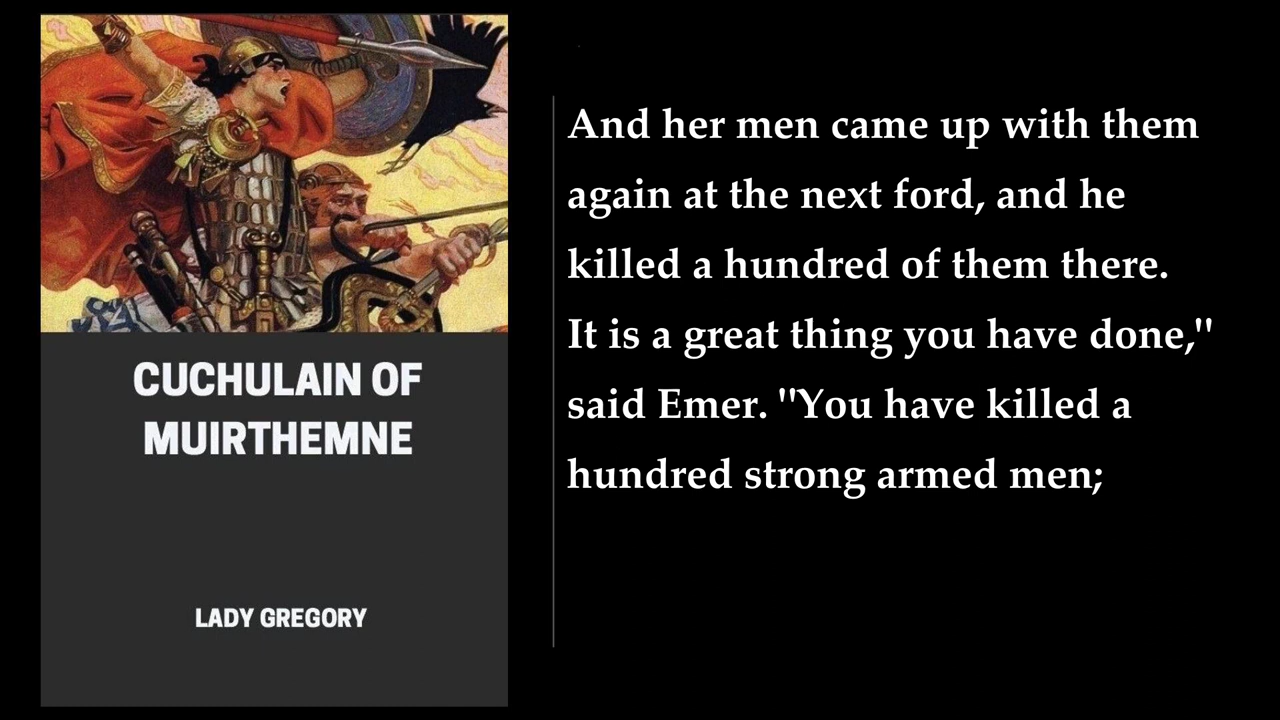 CUCHULAIN OF
MUIRTHEMNE
LADY GREGORY
And her men came up with them
again at the next ford, and he
killed a hundred of them there.
It is a great thing you have done,"
said Emer. "You have killed a
hundred strong armed men;